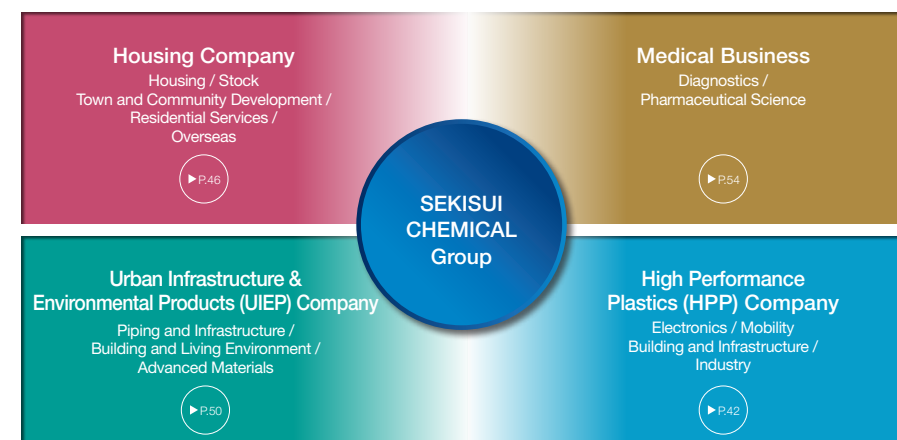 Housing Company
Housing / Stock
Town and Community Development /
Residential Services /
Overseas
▶P.46
Medical Business
Diagnostics /
Pharmaceutical Science
▶P.54
SEKISUI
CHEMICAL
Group
Urban Infrastructure &
Environmental Products (UIEP) Company
Piping and Infrastructure /
Building and Living Environment /
Advanced Materials
▶P.50
High Performance
Plastics (HPP) Company
Electronics / Mobility
Building and Infrastructure /
Industry
▶P.42